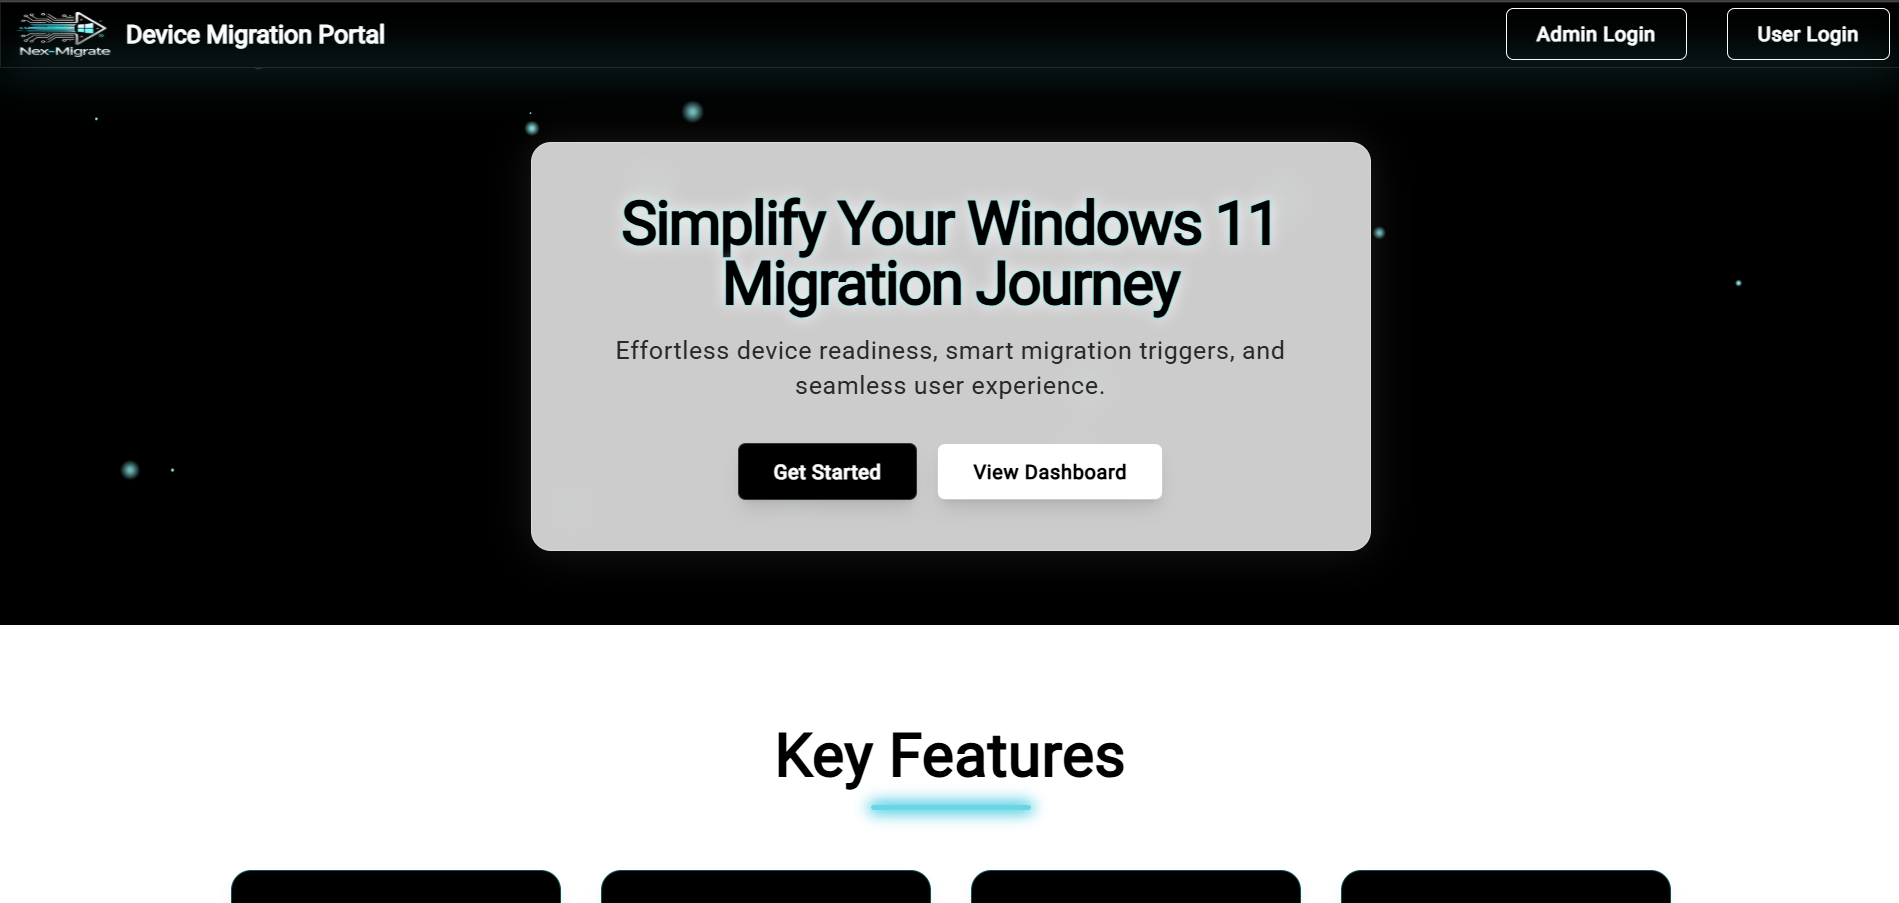 Nex-Migrate
Device Migration Portal
Admin Login
User Login
Simplify Your Windows 11
Migration Journey
Effortless device readiness, smart migration triggers, and
seamless user experience.
Get Started
View Dashboard
Key Features